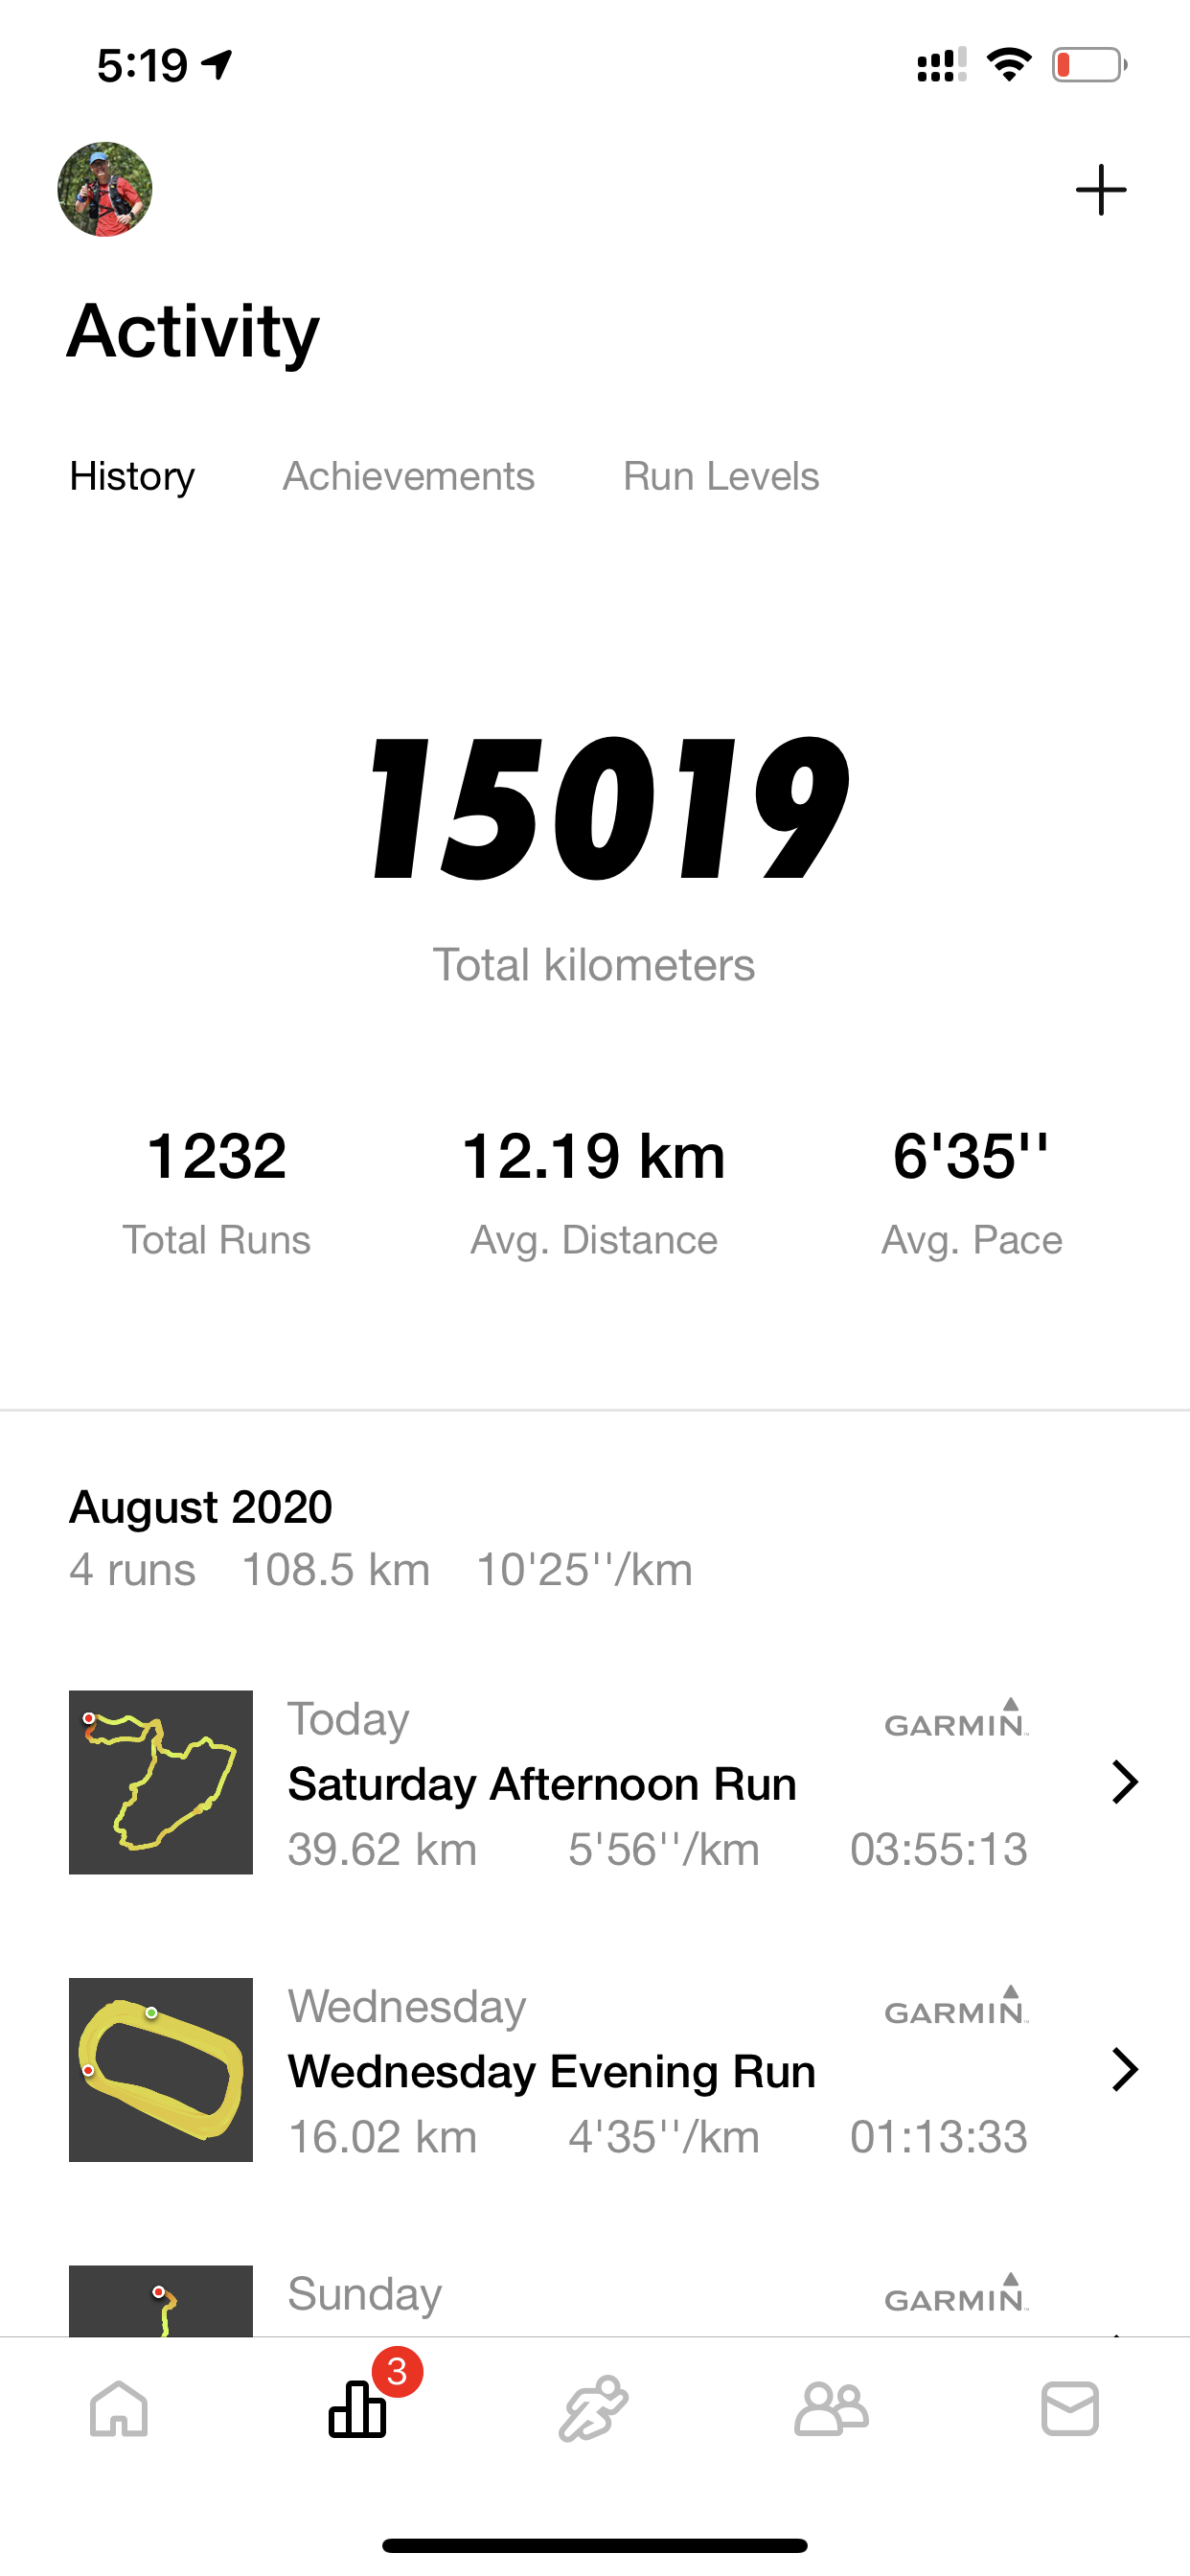 5:19
Activity
History Achievements Run Levels
15019
Total kilometers
1232 12.19 km 6'35''
Total Runs Avg. Distance Avg. Pace
August 2020
4 runs 108.5 km 10'25''/km
Today GARMIN
Saturday Afternoon Run
39.62 km 5'56''/km 03:55:13
Wednesday GARMIN
Wednesday Evening Run
16.02 km 4'35''/km 01:13:33
Sunday GARMIN
3